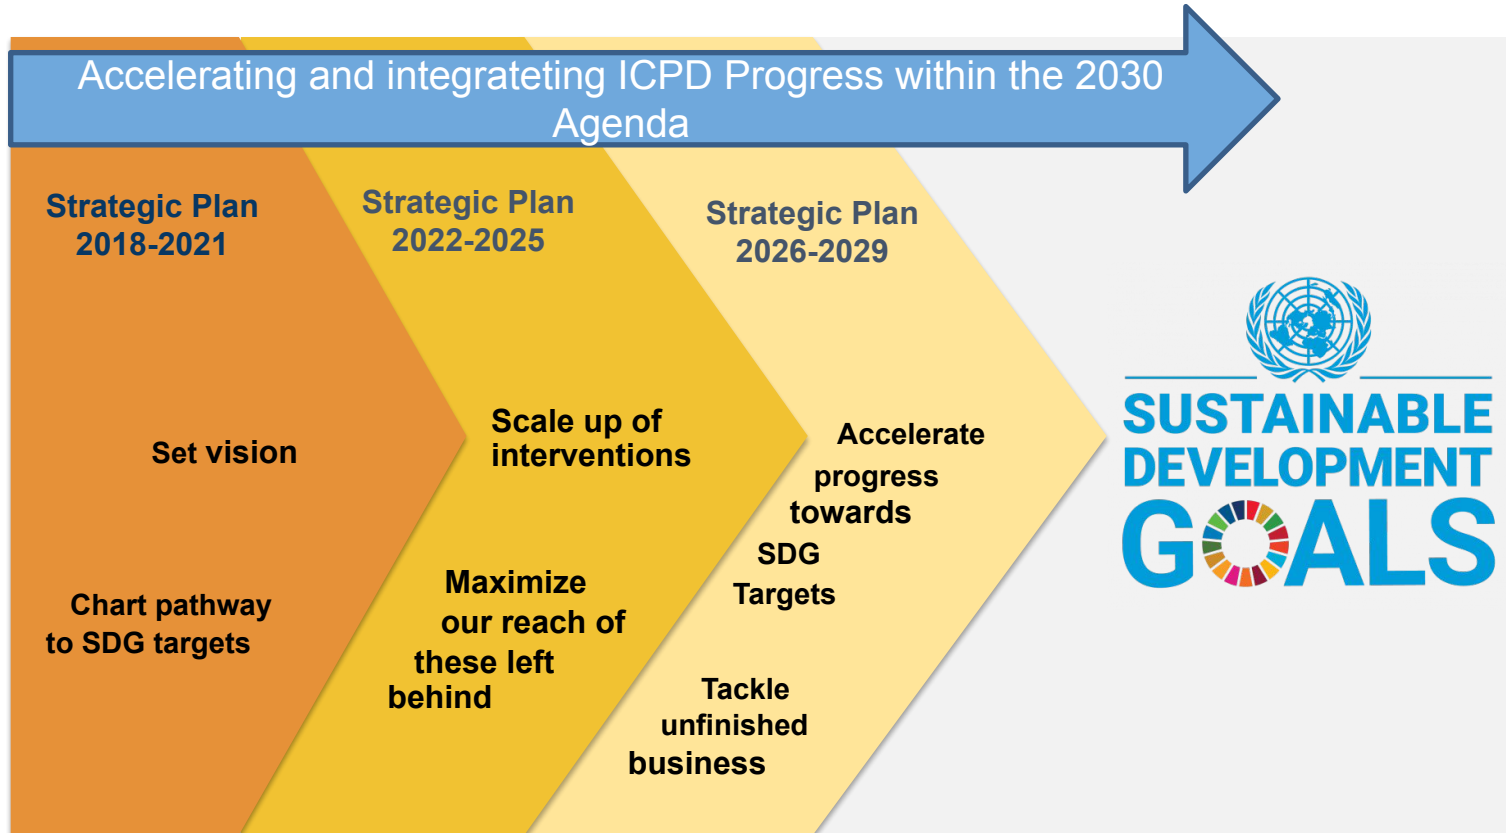 Accelerating and integrateting ICPD Progress within the 2030
Agenda
Strategic Plan
2018-2021
Set vision
Chart pathway
to SDG targets
Strategic Plan
2022-2025
Scale up of
interventions
Maximize
our reach of
these left
behind
Strategic Plan
2026-2029
Accelerate
progress
towards
SDG
Targets
Tackle
unfinished
business
SUSTAINABLE
DEVELOPMENT
GOALS